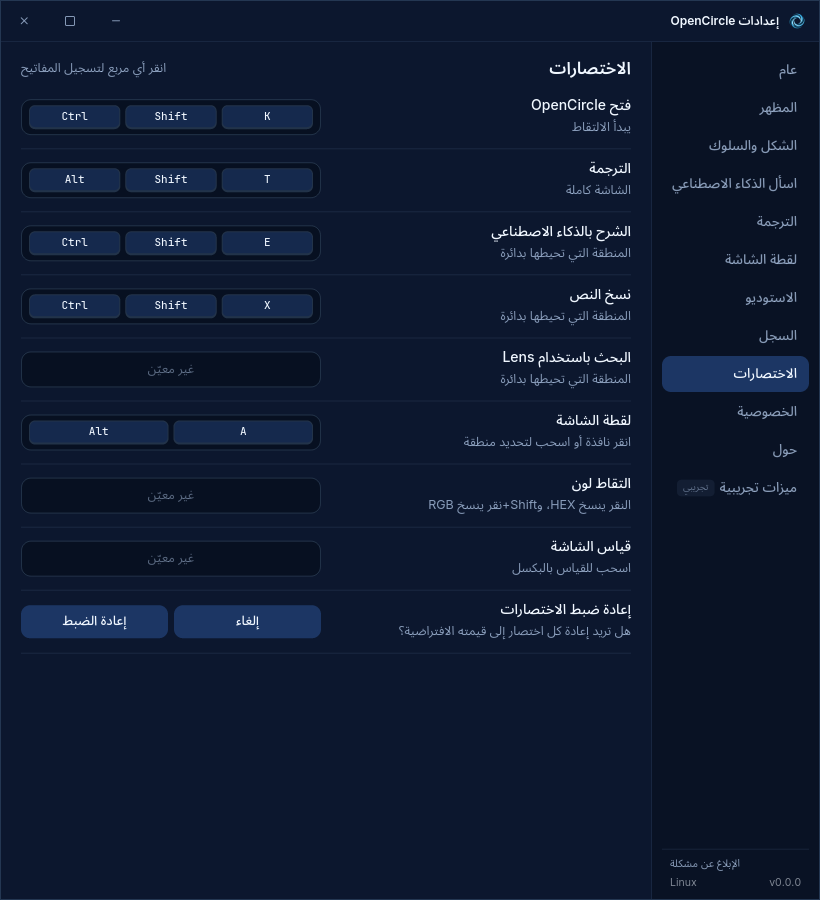 إعدادات OpenCircle
عام
المظهر
الشكل والسلوك
اسأل الذكاء الاصطناعي
الترجمة
لقطة الشاشة
الاستوديو
السجل
الاختصارات
الخصوصية
حول
ميزات تجريبية تجريبي
الإبلاغ عن مشكلة
v0.0.0 Linux
الاختصارات
انقر أي مربع لتسجيل المفاتيح
فتح OpenCircle
يبدأ الالتقاط
Ctrl Shift K
الترجمة
الشاشة كاملة
Alt Shift T
الشرح بالذكاء الاصطناعي
المنطقة التي تحيطها بدائرة
Ctrl Shift E
نسخ النص
المنطقة التي تحيطها بدائرة
Ctrl Shift X
البحث باستخدام Lens
المنطقة التي تحيطها بدائرة
غير معيّن
لقطة الشاشة
انقر نافذة أو اسحب لتحديد منطقة
Alt A
التقاط لون
النقر ينسخ HEX، وShift+نقر ينسخ RGB
غير معيّن
قياس الشاشة
اسحب للقياس بالبكسل
غير معيّن
إعادة ضبط الاختصارات
هل تريد إعادة كل اختصار إلى قيمته الافتراضية؟
إلغاء
إعادة الضبط